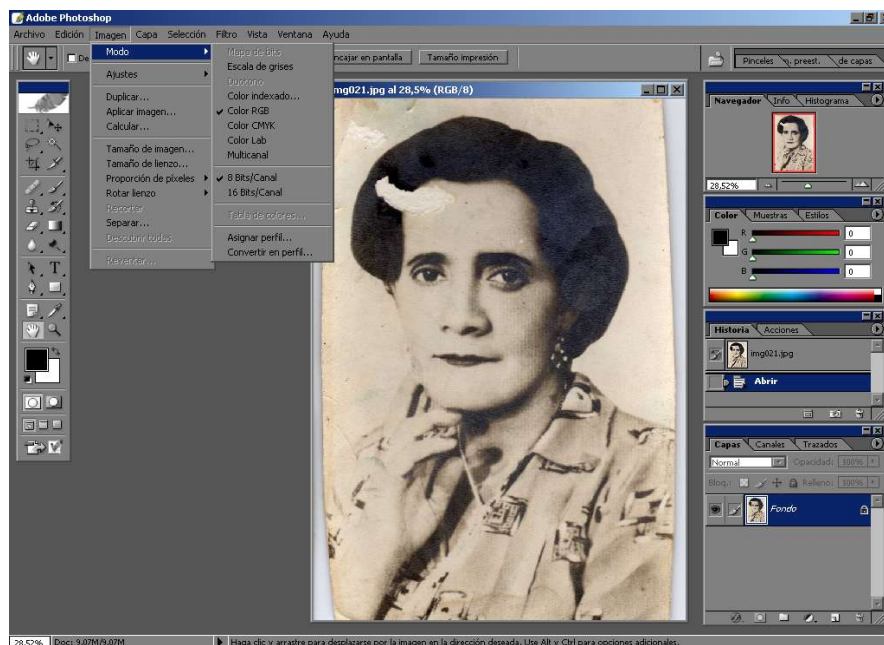 Adobe Photoshop
Archivo Edición Imagen Capa Selección Filtro Vista Ventana Ayuda
ncajar en pantalla Tamaño impresión
Pinceles preest. de capas
Modo
Ajustes
Duplicar...
Aplicar imagen...
Calcular...
Tamaño de imagen...
Tamaño de lienzo...
Proporción de píxeles
Rotar lienzo
Recortar
Separar...
Descubrir todas
Reventar...
Mapa de bits
Escala de grises
Duotono
Color indexado...
Color RGB
Color CMYK
Color Lab
Multicanal
8 Bits/Canal
16 Bits/Canal
Tabla de colores...
Asignar perfil...
Convertir en perfil...
mg021.jpg al 28,5% (RGB/8)
Navegador Info Histograma
28,52%
Color Muestras Estilos
R 0
G 0
B 0
Historia Acciones
img021.jpg
Abrir
Capas Canales Trazados
Normal Opacidad: 100%
Bloq.: Relleno: 100%
Fondo
28,52% Doc: 9,07M/9,07M Haga clic y arrastre para desplazarse por la imagen en la dirección deseada. Use Alt y Ctrl para opciones adicionales.